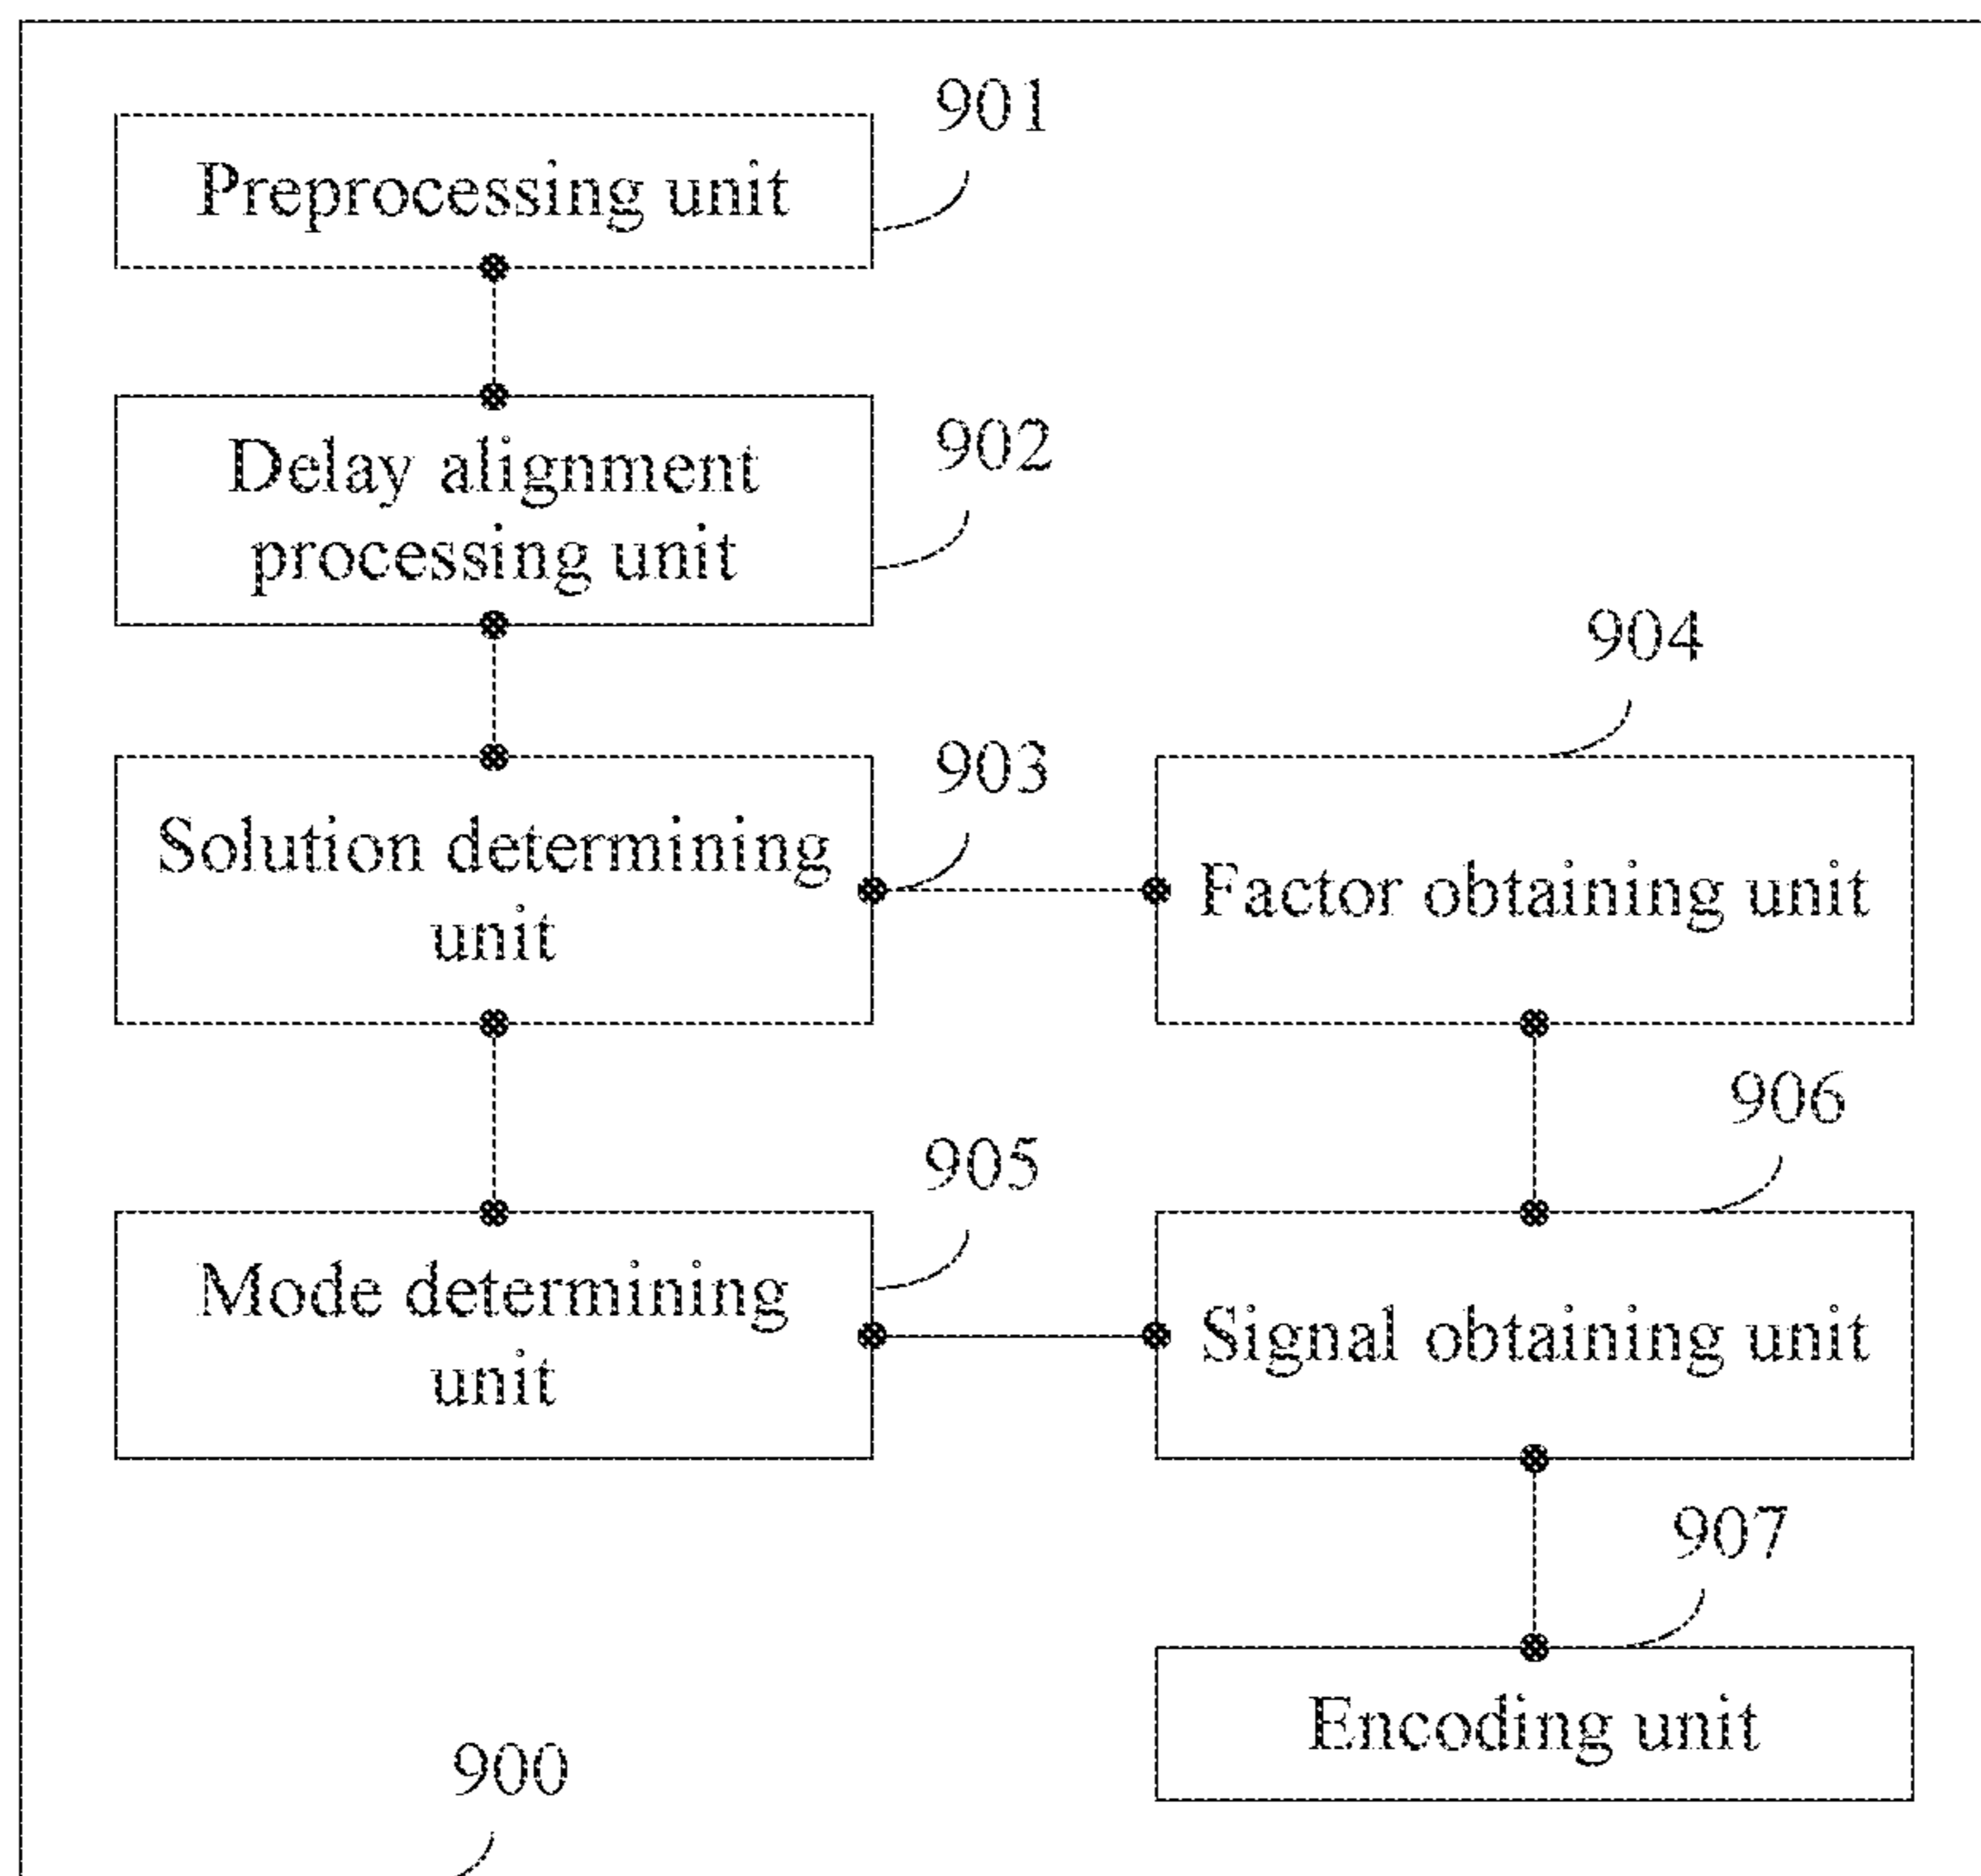 901
Preprocessing unit
902
Delay alignment
processing unit
904
903
Solution determining
unit
Factor obtaining unit
906
905
Mode determining
unit
Signal obtaining unit
907
Encoding unit
900